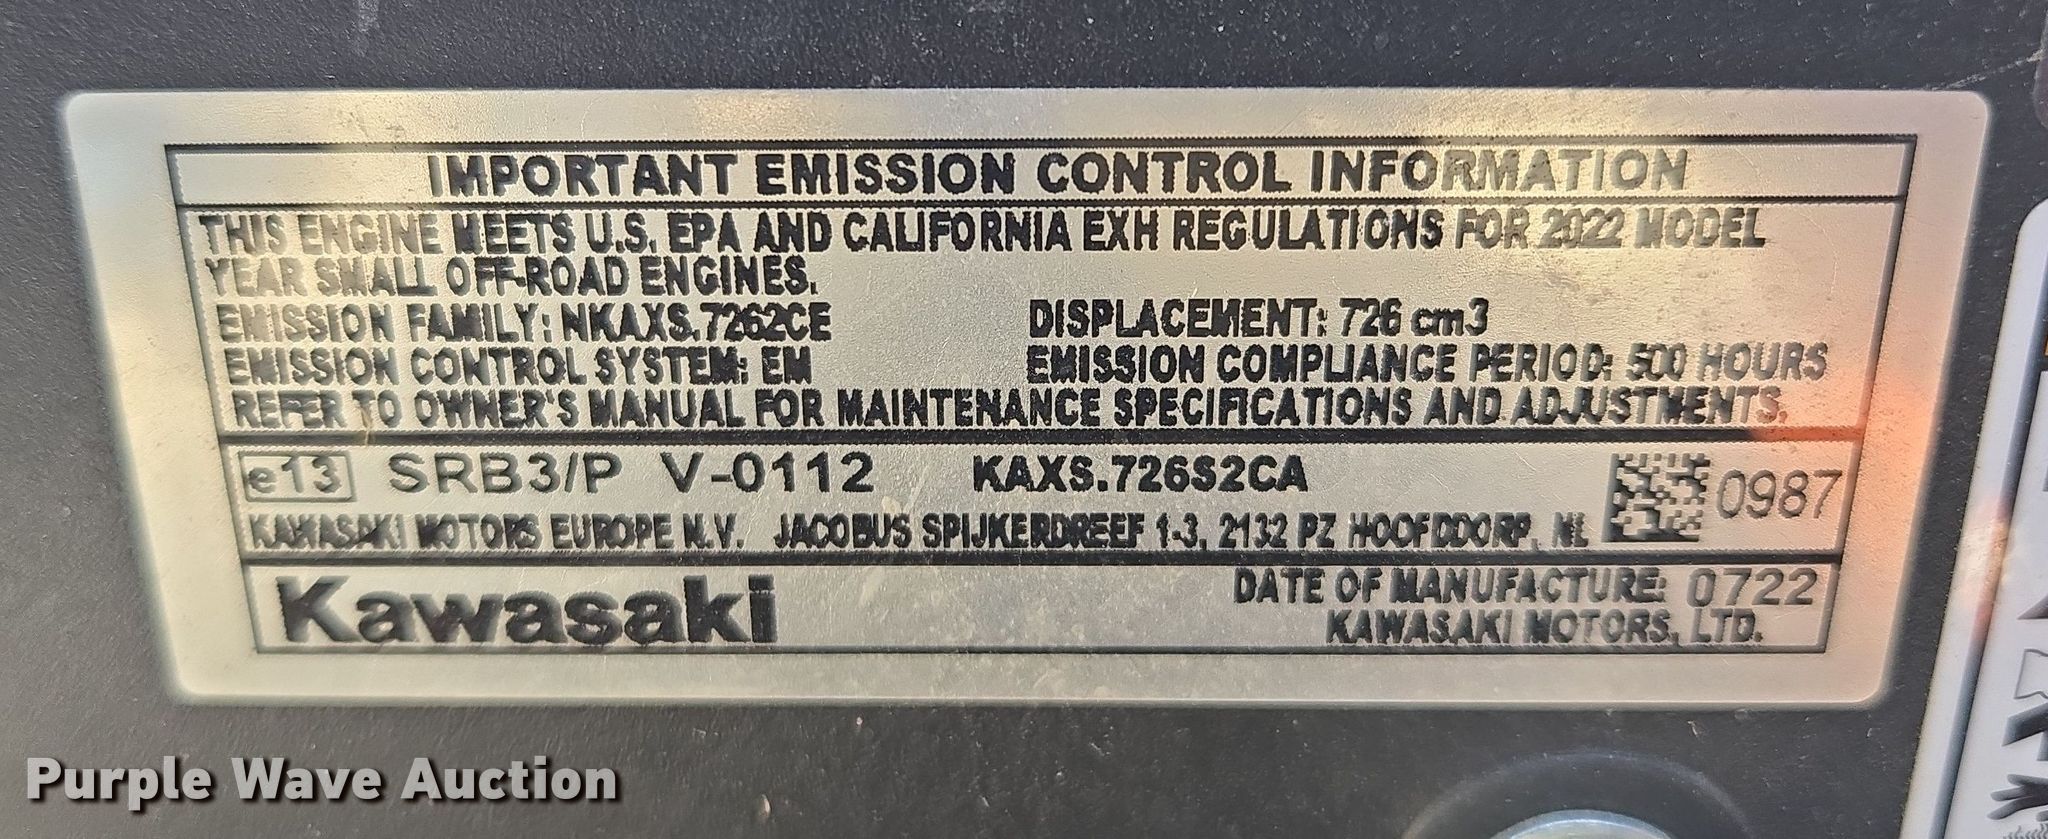 IMPORTANT EMISSION CONTROL INFORMATION
THIS ENGINE MEETS U.S. EPA AND CALIFORNIA EXH REGULATIONS FOR 2022 MODEL
YEAR SMALL OFF-ROAD ENGINES.
EMISSION FAMILY: NKAXS.7262CE DISPLACEMENT: 726 cm3
EMISSION CONTROL SYSTEM: EM EMISSION COMPLIANCE PERIOD: 500 HOURS
REFER TO OWNER'S MANUAL FOR MAINTENANCE SPECIFICATIONS AND ADJUSTMENTS.
e13 SRB3/P V-0112 KAXS.726S2CA 0987
KAWASAKI MOTORS EUROPE N.V. JACOBUS SPIJKERDREEF 1-3, 2132 PZ HOOFDDORP, NL
Kawasaki DATE OF MANUFACTURE: 0722
KAWASAKI MOTORS, LTD.
Purple Wave Auction